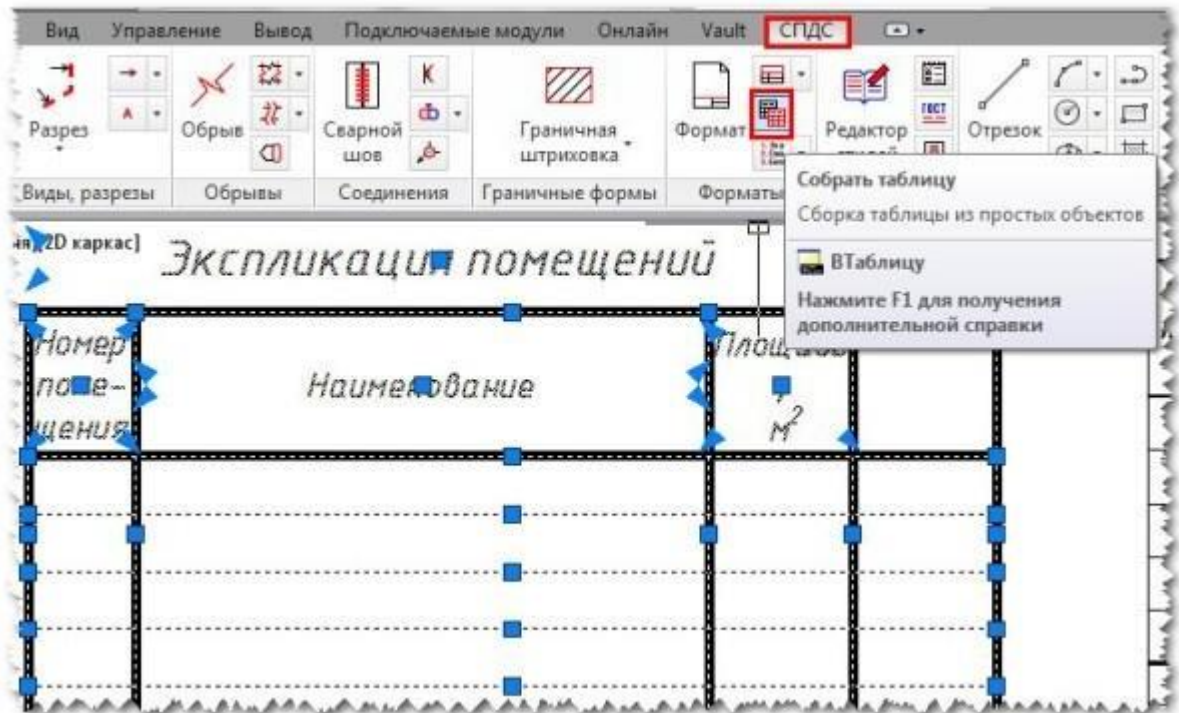 Вид Управление Вывод Подключаемые модули Онлайн Vault СПДС
Разрез
Обрыв
Сварной
шов
Граничная
штриховка
Формат
Редактор
ГОСТ
Отрезок
Виды, разрезы Обрывы Соединения Граничные формы Форматы
Собрать таблицу
Сборка таблицы из простых объектов
ВТаблицу
Нажмите F1 для получения
дополнительной справки
2D каркас]
Экспликация помещений
Номер
поме-
щения
Наименование
Площадь
,
м²